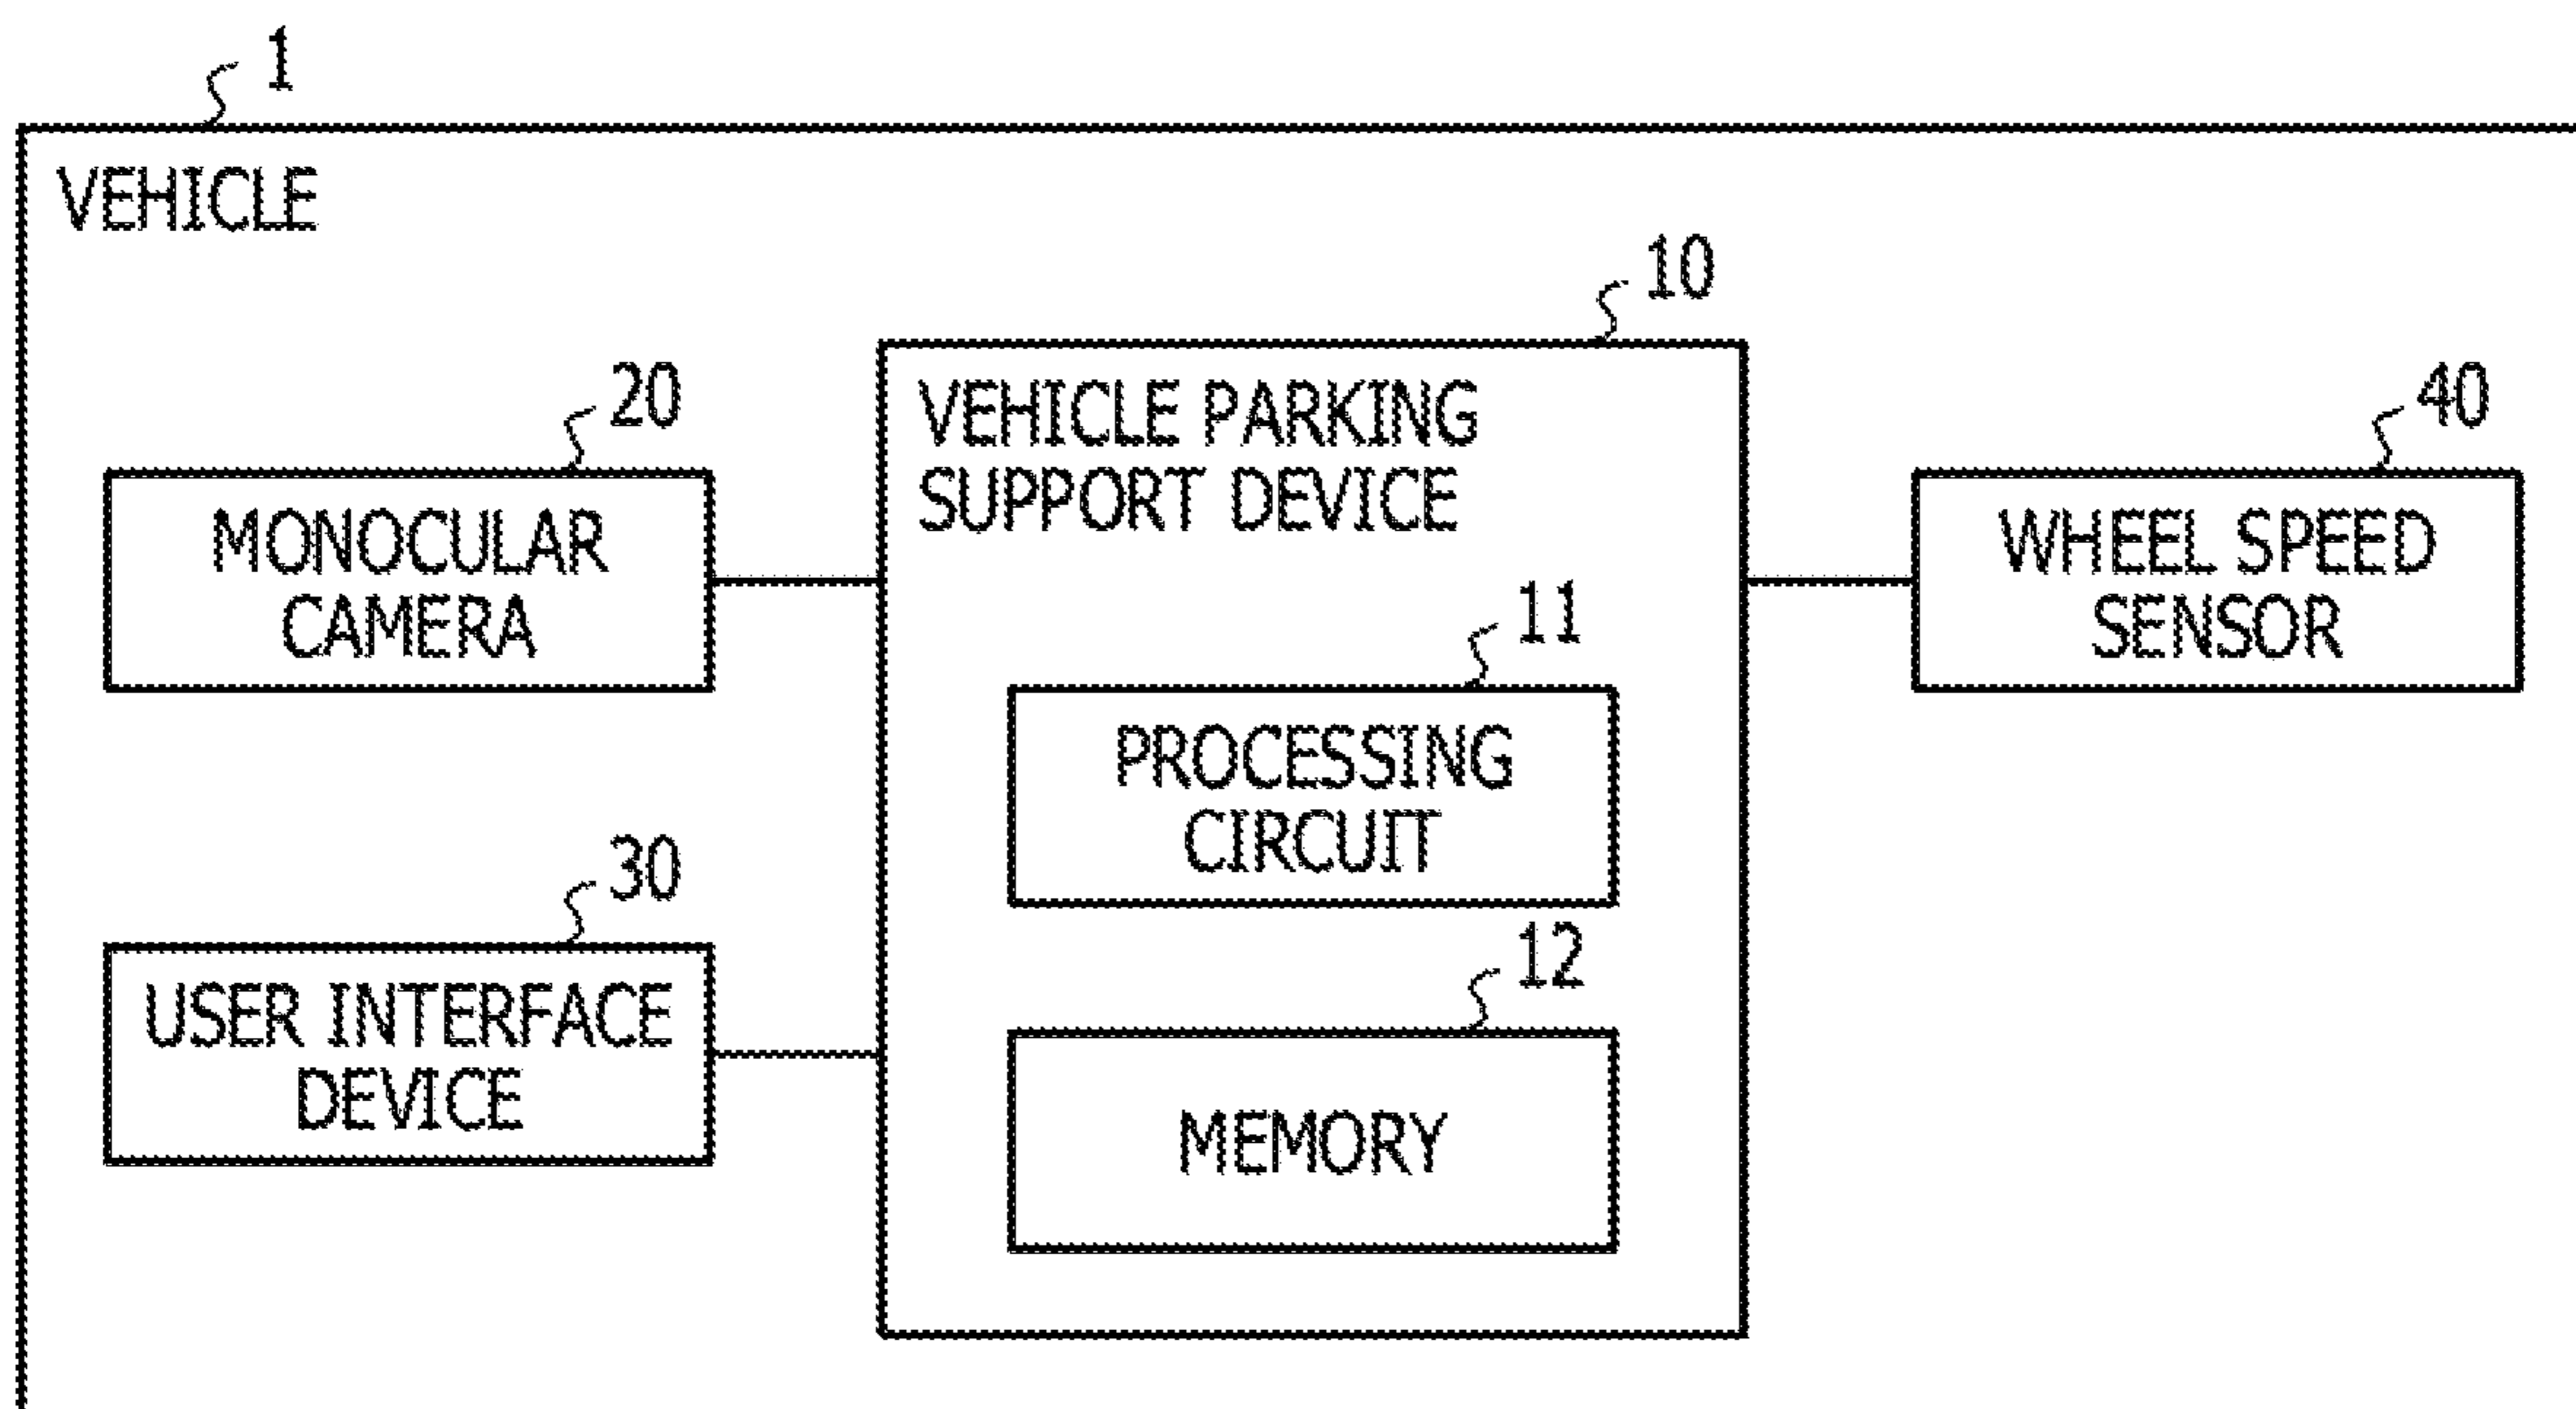 1
VEHICLE
10
VEHICLE PARKING
SUPPORT DEVICE
20
MONOCULAR
CAMERA
40
WHEEL SPEED
SENSOR
11
PROCESSING
CIRCUIT
30
USER INTERFACE
DEVICE
12
MEMORY